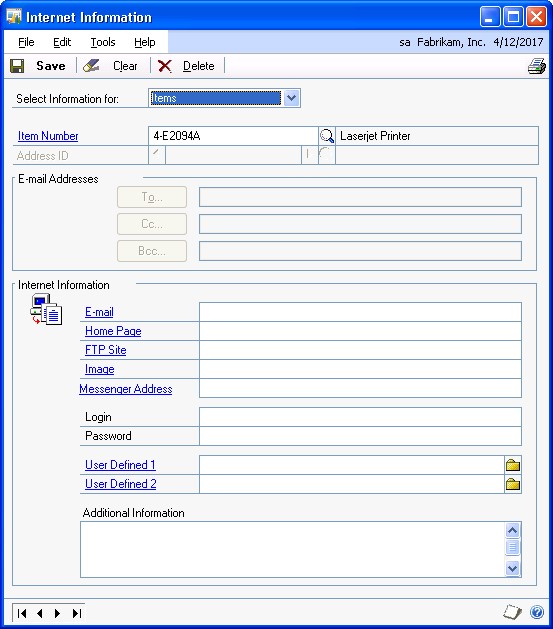 Internet Information
File Edit Tools Help sa Fabrikam, Inc. 4/12/2017
Save Clear Delete
Select Information for: Items
Item Number 4-E2094A Laserjet Printer
Address ID
E-mail Addresses
To...
Cc...
Bcc...
Internet Information
E-mail
Home Page
FTP Site
Image
Messenger Address
Login
Password
User Defined 1
User Defined 2
Additional Information